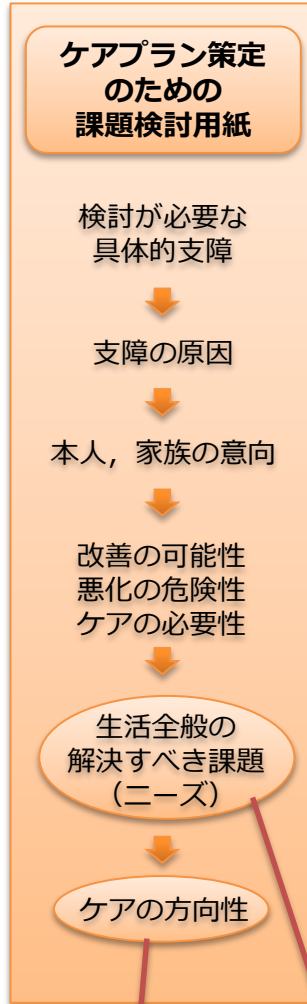 ケアプラン策定
のための
課題検討用紙
検討が必要な
具体的支障
支障の原因
本人，家族の意向
改善の可能性
悪化の危険性
ケアの必要性
生活全般の
解決すべき課題
（ニーズ）
ケアの方向性